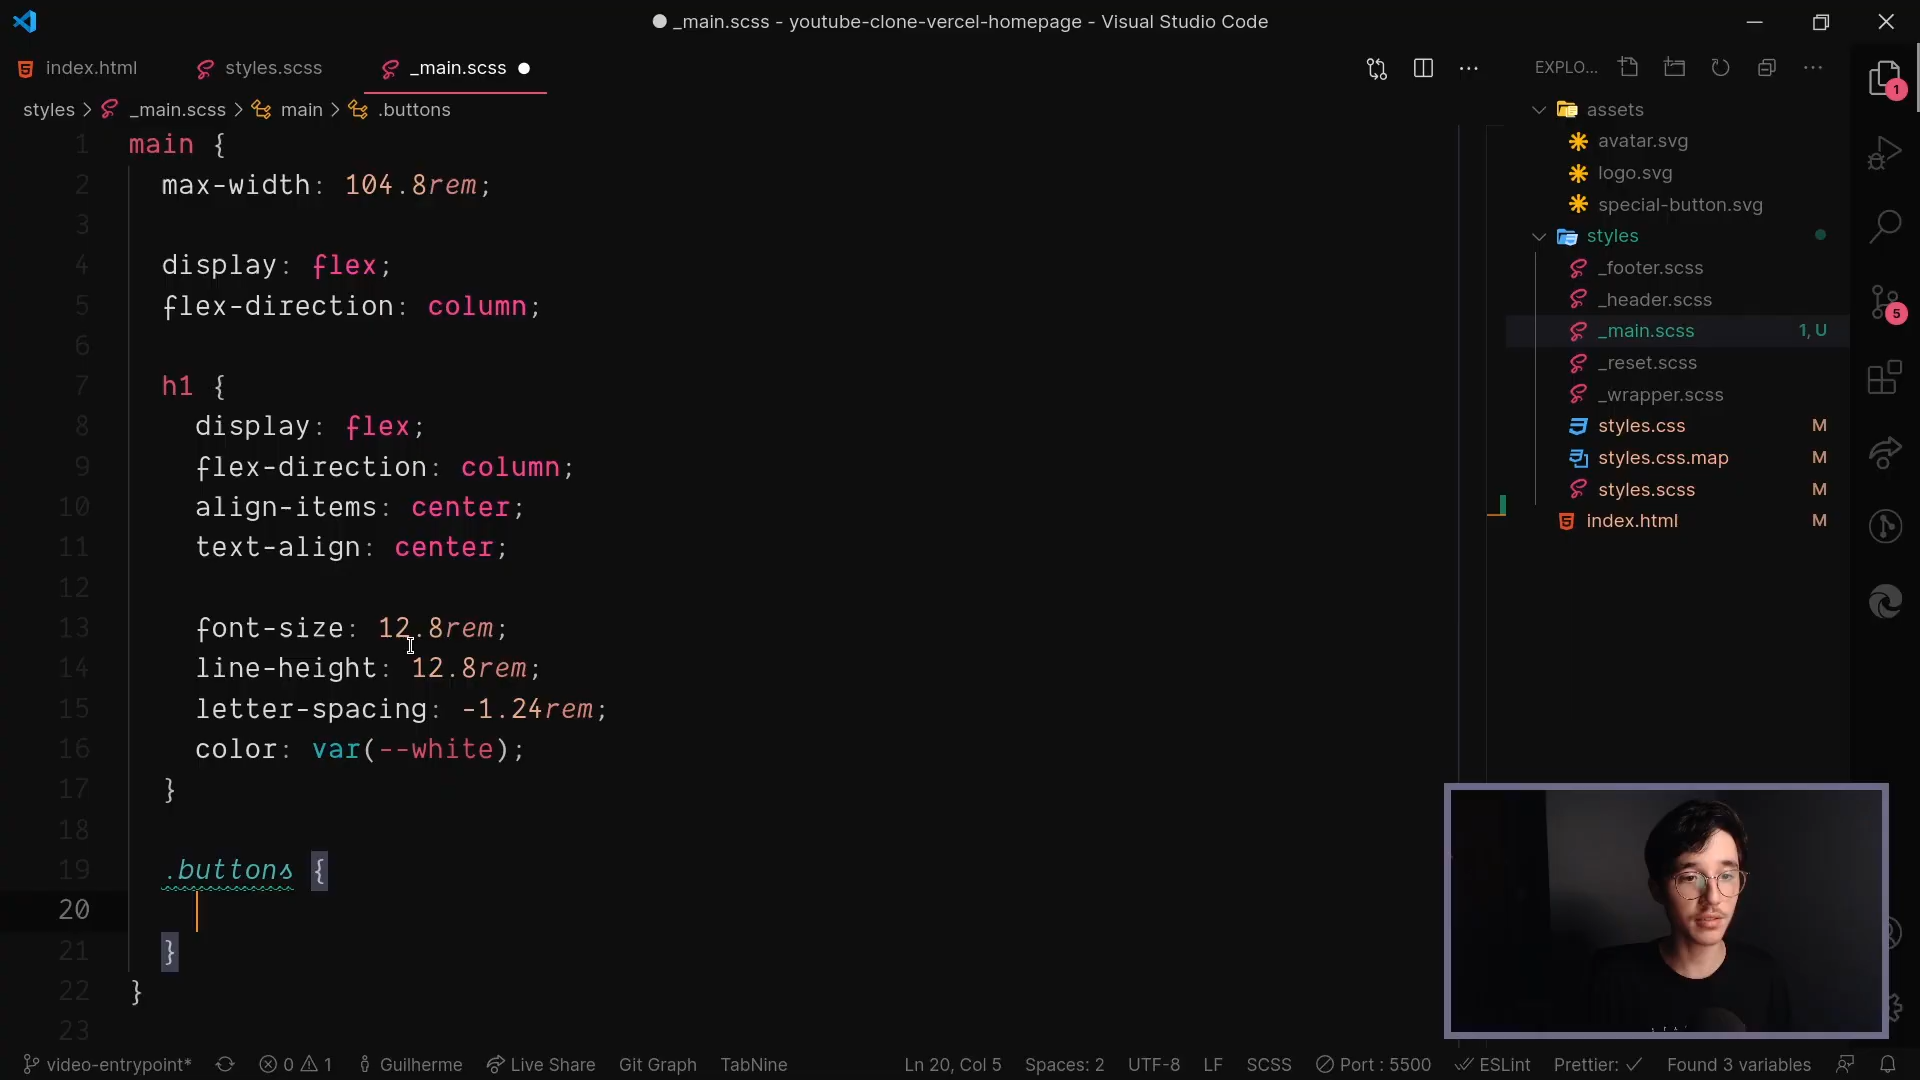 _main.scss - youtube-clone-vercel-homepage - Visual Studio Code
index.html
styles.scss
_main.scss
EXPLO...
styles > _main.scss > main > .buttons
1 main {
2 max-width: 104.8rem;
3
4 display: flex;
5 flex-direction: column;
6
7 h1 {
8 display: flex;
9 flex-direction: column;
10 align-items: center;
11 text-align: center;
12
13 font-size: 12.8rem;
14 line-height: 12.8rem;
15 letter-spacing: -1.24rem;
16 color: var(--white);
17 }
18
19 .buttons {
20
21 }
22 }
23
assets
avatar.svg
logo.svg
special-button.svg
styles
_footer.scss
_header.scss
_main.scss 1, U
_reset.scss
_wrapper.scss
styles.css M
styles.css.map M
styles.scss M
index.html M
1
5
video-entrypoint* 0 1 Guilherme Live Share Git Graph TabNine Ln 20, Col 5 Spaces: 2 UTF-8 LF SCSS Port : 5500 ESLint Prettier: Found 3 variables